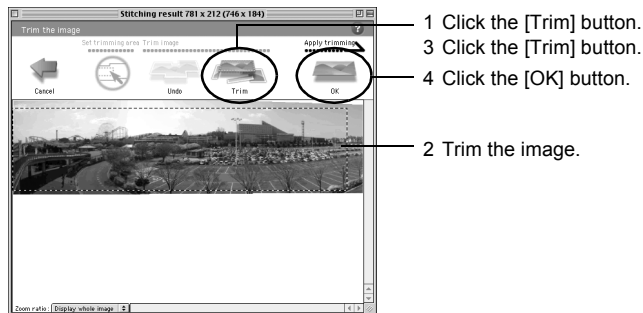 Stitching result 781 x 212 (746 x 184)
Trim the image
?
Set trimming area Trim image Apply trimming
Cancel Undo Trim OK
1 Click the [Trim] button.
3 Click the [Trim] button.
4 Click the [OK] button.
2 Trim the image.
Zoom ratio: Display whole image